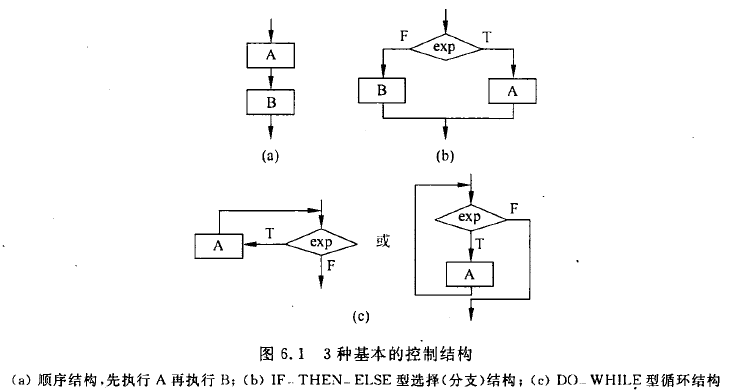 A
B
(a)
F
exp
T
B
A
(b)
A
T
exp
F
或
exp
F
T
A
(c)
图 6.1 3 种基本的控制结构
(a) 顺序结构,先执行 A 再执行 B; (b) IF_THEN_ELSE 型选择(分支)结构; (c) DO_WHILE 型循环结构